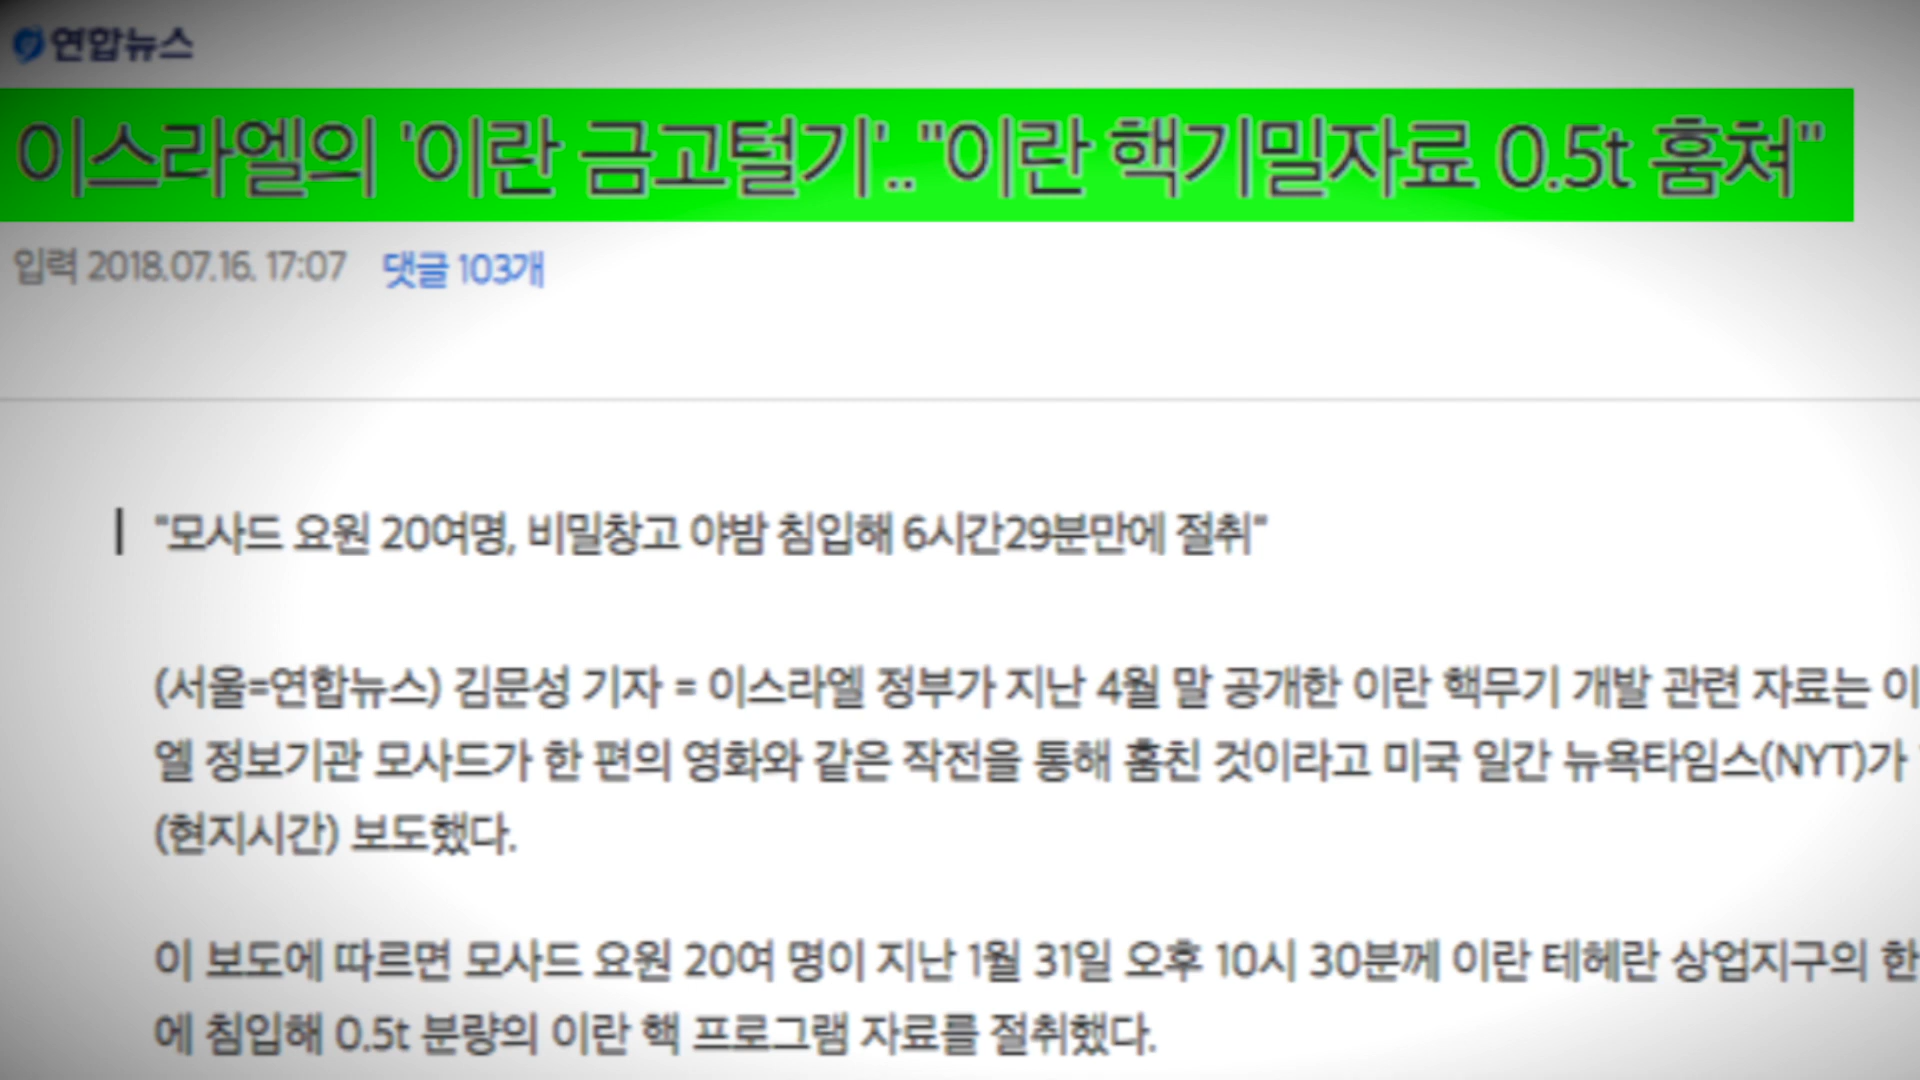 연합뉴스
이스라엘의 '이란 금고털기'.."이란 핵기밀자료 0.5t 훔쳐"
입력 2018.07.16. 17:07 댓글 103개
"모사드 요원 20여명, 비밀창고 야밤 침입해 6시간29분만에 절취"
(서울=연합뉴스) 김문성 기자 = 이스라엘 정부가 지난 4월 말 공개한 이란 핵무기 개발 관련 자료는 이
엘 정보기관 모사드가 한 편의 영화와 같은 작전을 통해 훔친 것이라고 미국 일간 뉴욕타임스(NYT)가
(현지시간) 보도했다.
이 보도에 따르면 모사드 요원 20여 명이 지난 1월 31일 오후 10시 30분께 이란 테헤란 상업지구의 한
에 침입해 0.5t 분량의 이란 핵 프로그램 자료를 절취했다.